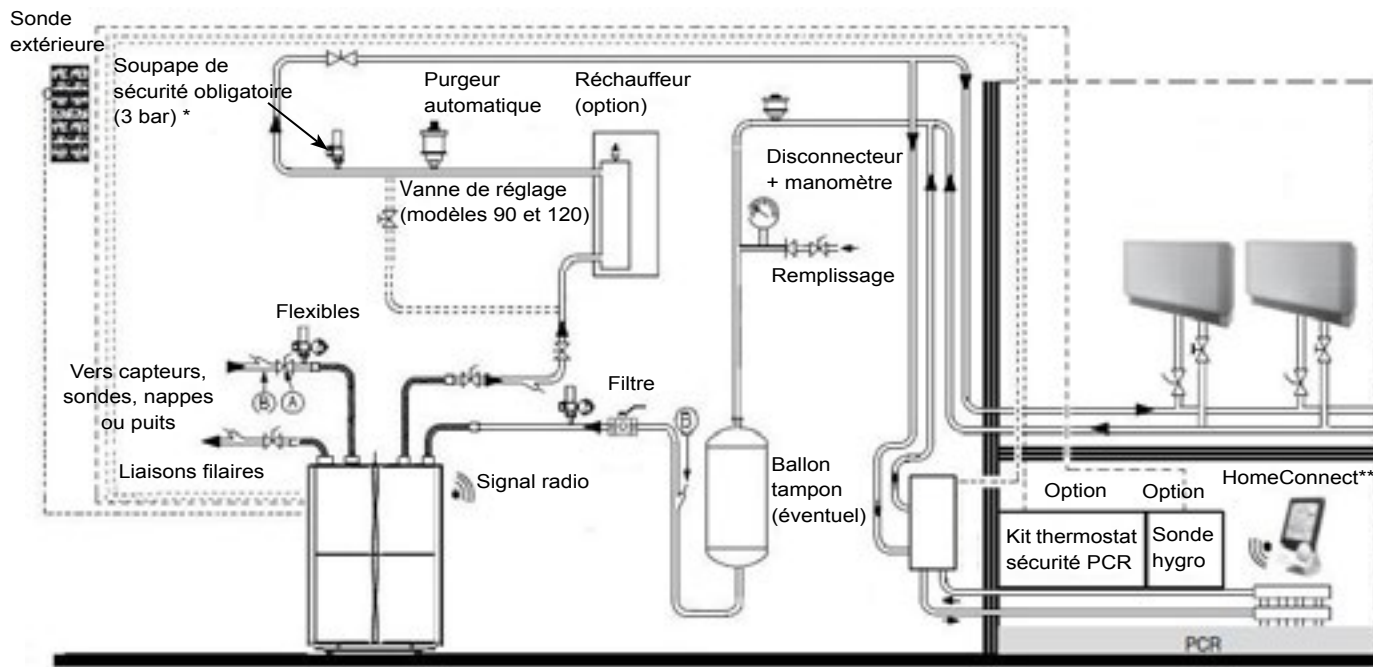 Sonde
extérieure
Soupape de
sécurité obligatoire
(3 bar) *
Purgeur
automatique
Réchauffeur
(option)
Disconnecteur
+ manomètre
Vanne de réglage
(modèles 90 et 120)
Remplissage
Flexibles
Vers capteurs,
sondes, nappes
ou puits
B
A
Filtre
B
Liaisons filaires
Signal radio
Ballon
tampon
(éventuel)
HomeConnect**
Option
Option
Kit thermostat
sécurité PCR
Sonde
hygro
PCR